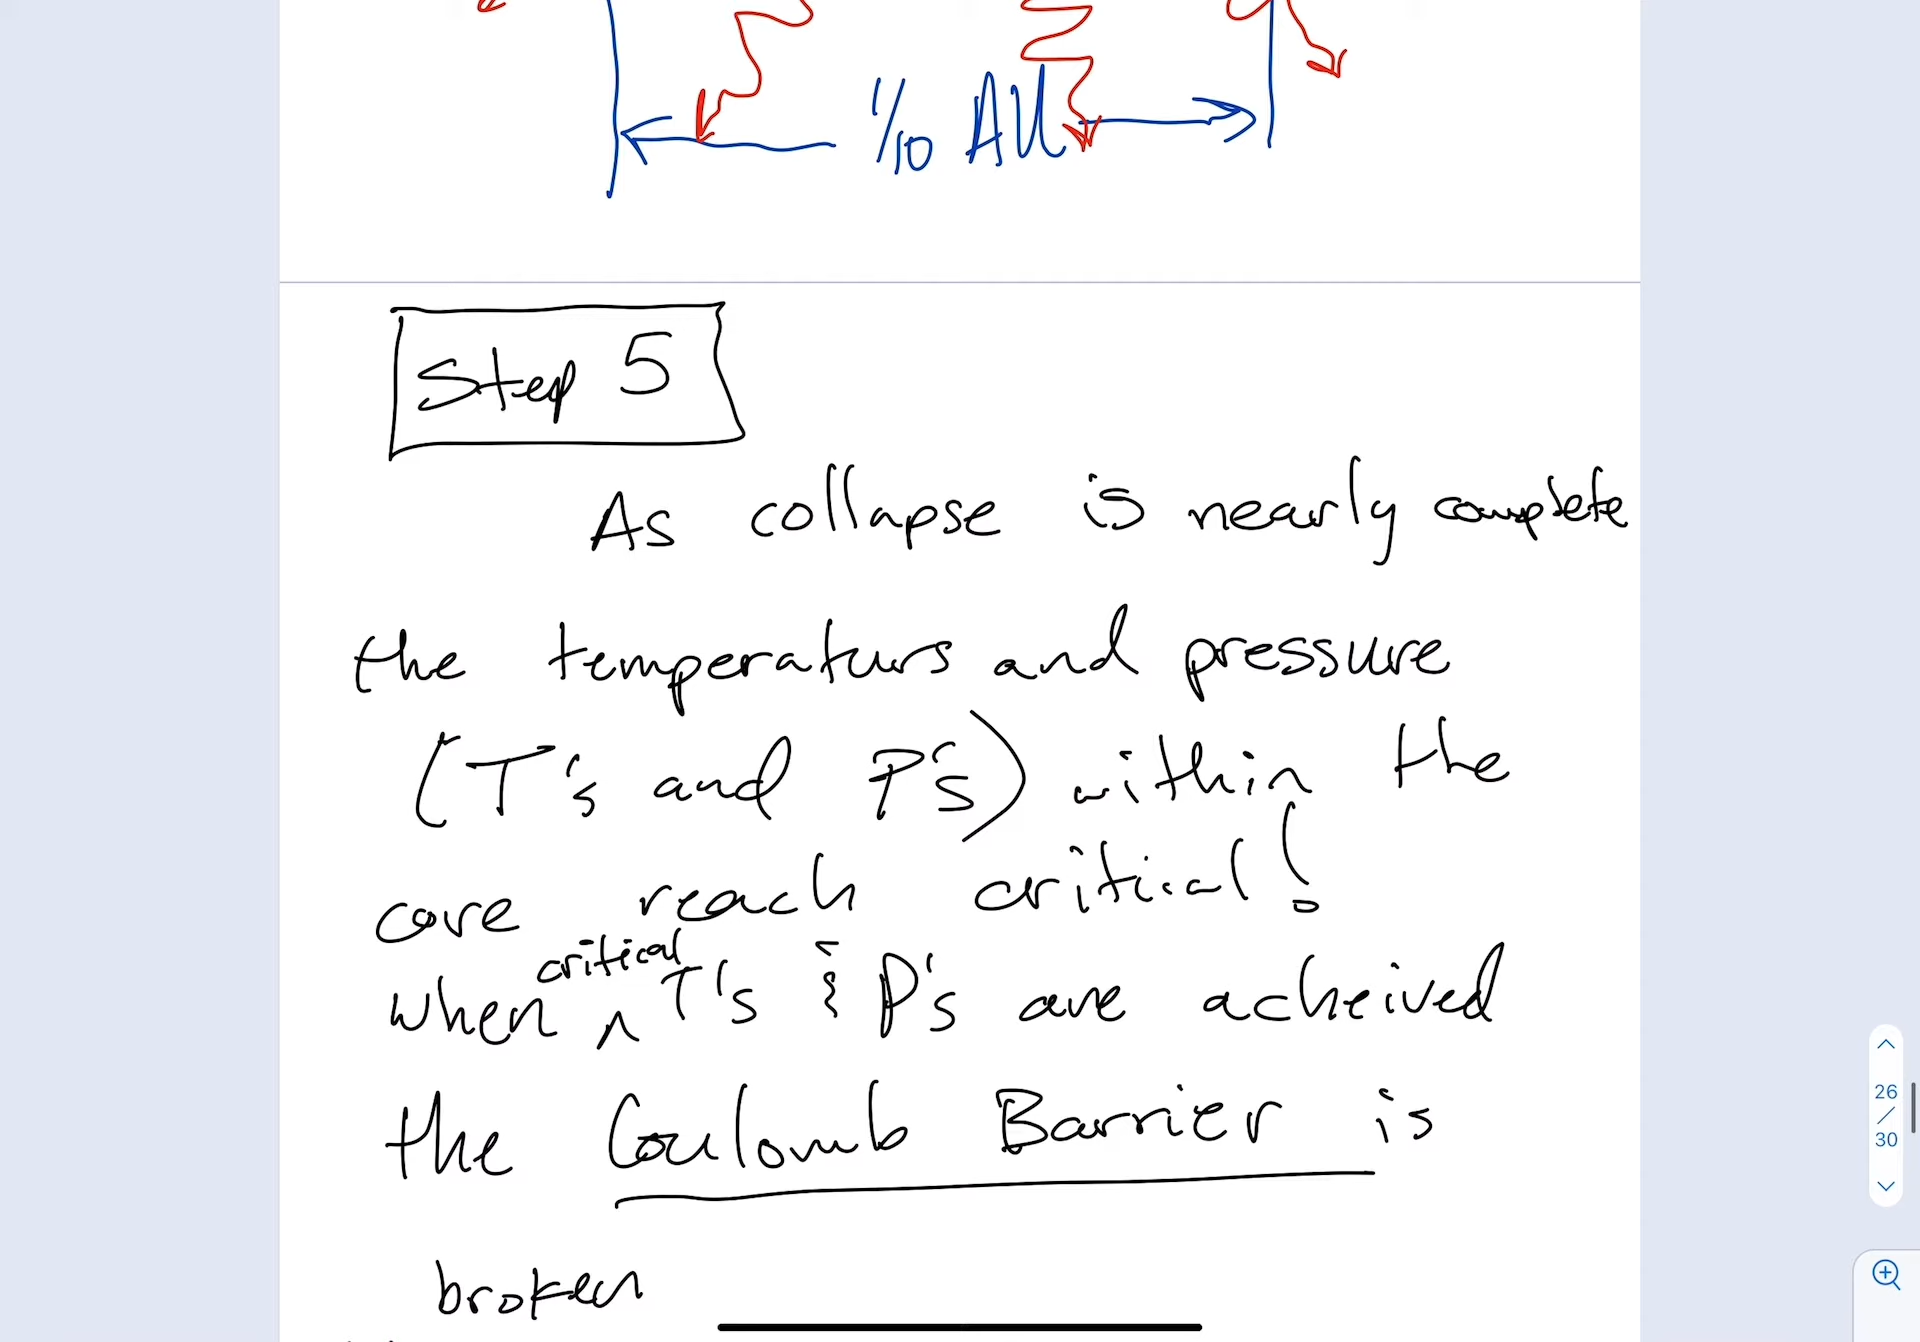 1/10 AU
Step 5
As collapse is nearly complete
the temperaturs and pressure
(T's and P's) within the
core reach critical!
critical
when ^ T's & P's are acheived
the Coulomb Barrier is
broken
26
/
30